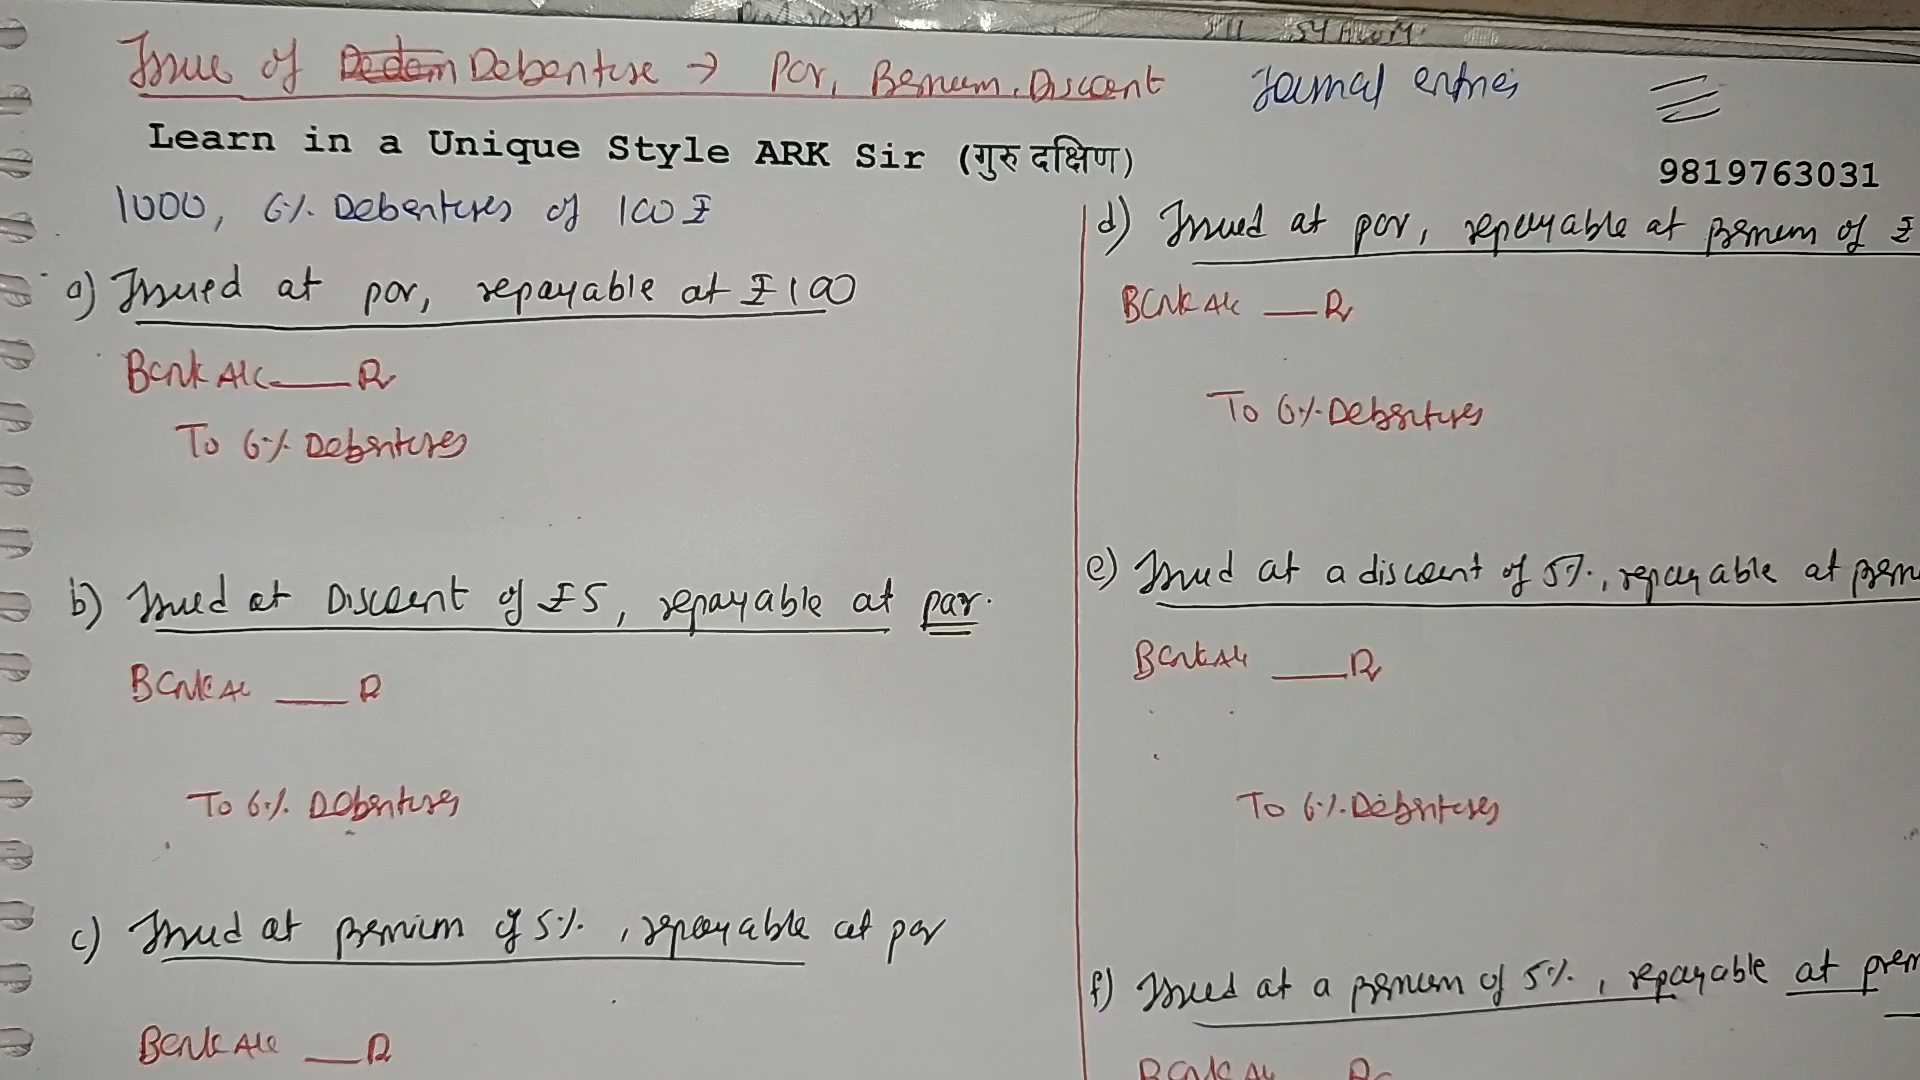 Issue of Debenture → Par, Premium, Discount Journal entries
Learn in a Unique Style ARK Sir (गुरु दक्षिण)
9819763031
1000, 6% Debentures of 100 ₹
a) Issued at par, repayable at ₹100
Bank A/c ___ Dr
To 6% Debentures
b) Issued at Discount of ₹5, repayable at par.
Bank A/c ___ Dr
To 6% Debentures
c) Issued at premium of 5%, repayable at par
Bank A/c ___ Dr
d) Issued at par, repayable at premium of ₹
Bank A/c ___ Dr
To 6% Debentures
e) Issued at a discount of 5%, repayable at prem
Bank A/c ___ Dr
To 6% Debentures
f) Issued at a premium of 5%, repayable at prem
Bank A/c Dr